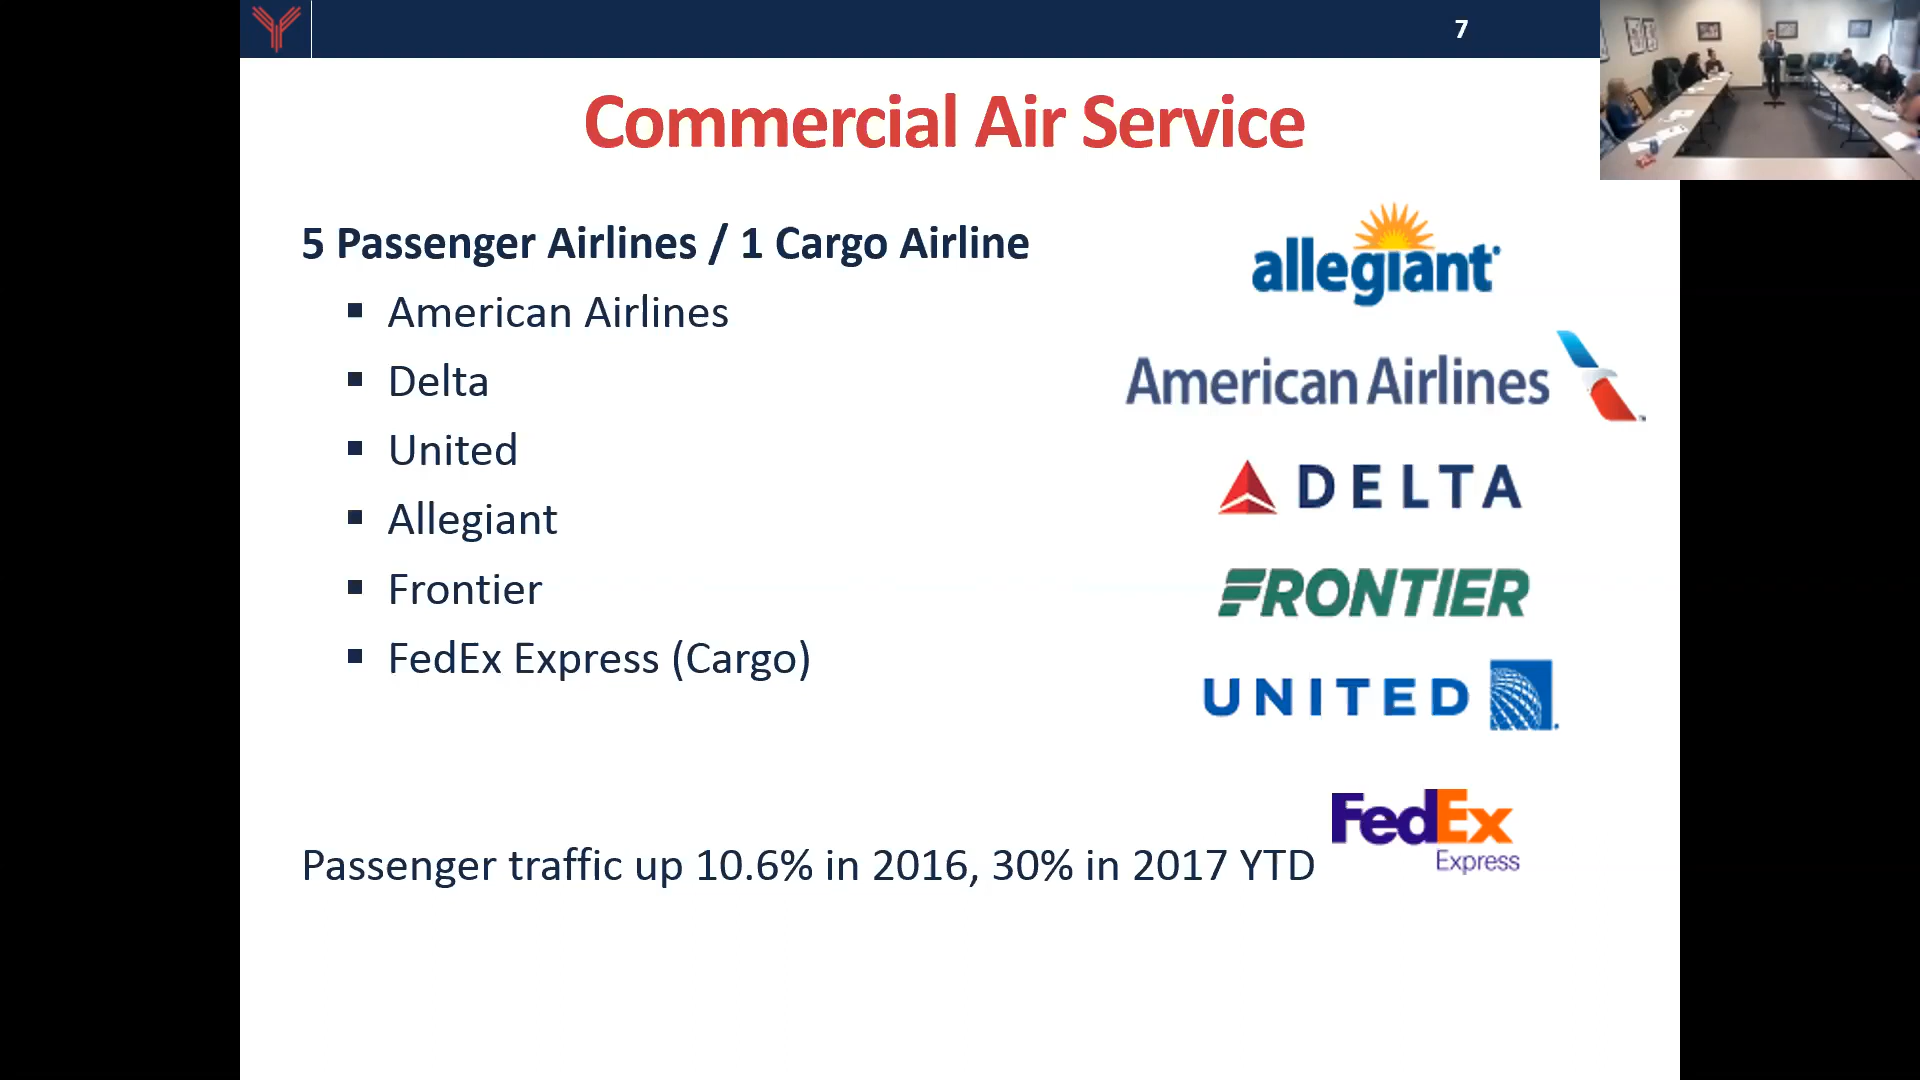 7
Commercial Air Service
5 Passenger Airlines / 1 Cargo Airline
American Airlines
Delta
United
Allegiant
Frontier
FedEx Express (Cargo)
Passenger traffic up 10.6% in 2016, 30% in 2017 YTD
allegiant
American Airlines
DELTA
FRONTIER
UNITED
FedEx
Express